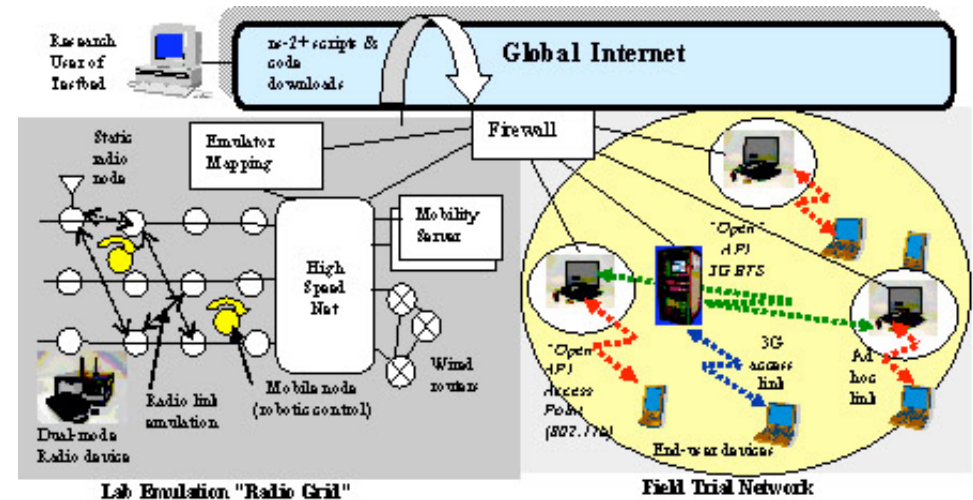 Research
User of
Testbed
ns-2+ scripts &
code
downloads
Global Internet
Static
radio
node
Emulator
Mapping
Firewall
Mobility
Server
High
Speed
Net
"Open"
API
3G BTS
"Open"
API
Access
Point
(802.11b)
3G
access
link
Ad
hoc
link
Radio link
emulation
Mobile node
(robotic control)
Wired
routers
Dual-mode
Radio device
End-user devices
Lab Emulation "Radio Grid"
Field Trial Network